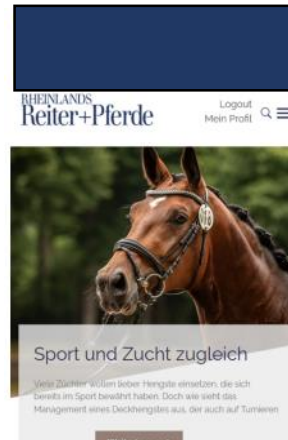 RHEINLANDS
Reiter+Pferde
Logout
Mein Profil
Sport und Zucht zugleich
Viele Züchter wollen lieber Hengste einsetzen, die sich
bereits im Sport bewährt haben. Doch wie sieht das
Management eines Deckhengstes aus, der auch auf Turnieren